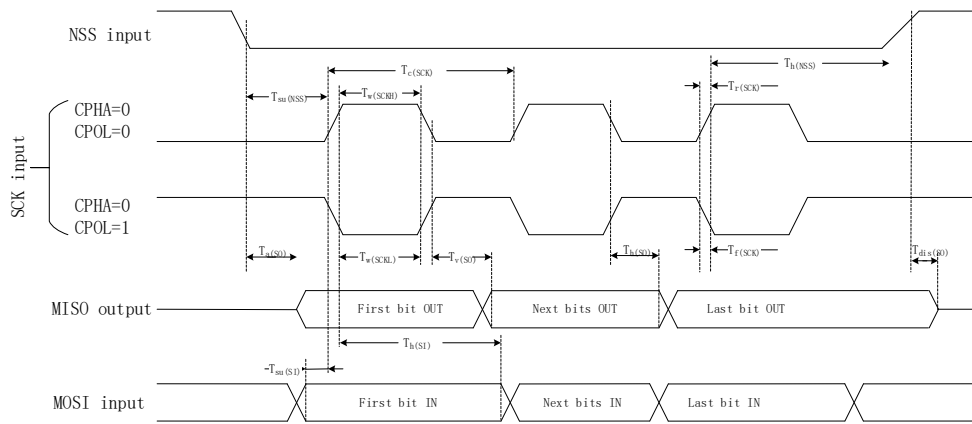 NSS input
Tc(SCK)
Th(NSS)
Tsu(NSS)
Tw(SCKH)
Tr(SCK)
SCK input
CPHA=0
CPOL=0
CPHA=0
CPOL=1
Ta(SO)
Tw(SCKL)
Tv(SO)
Th(SO)
Tf(SCK)
Tdis(SO)
MISO output
First bit OUT
Next bits OUT
Last bit OUT
Th(SI)
Tsu(SI)
MOSI input
First bit IN
Next bits IN
Last bit IN